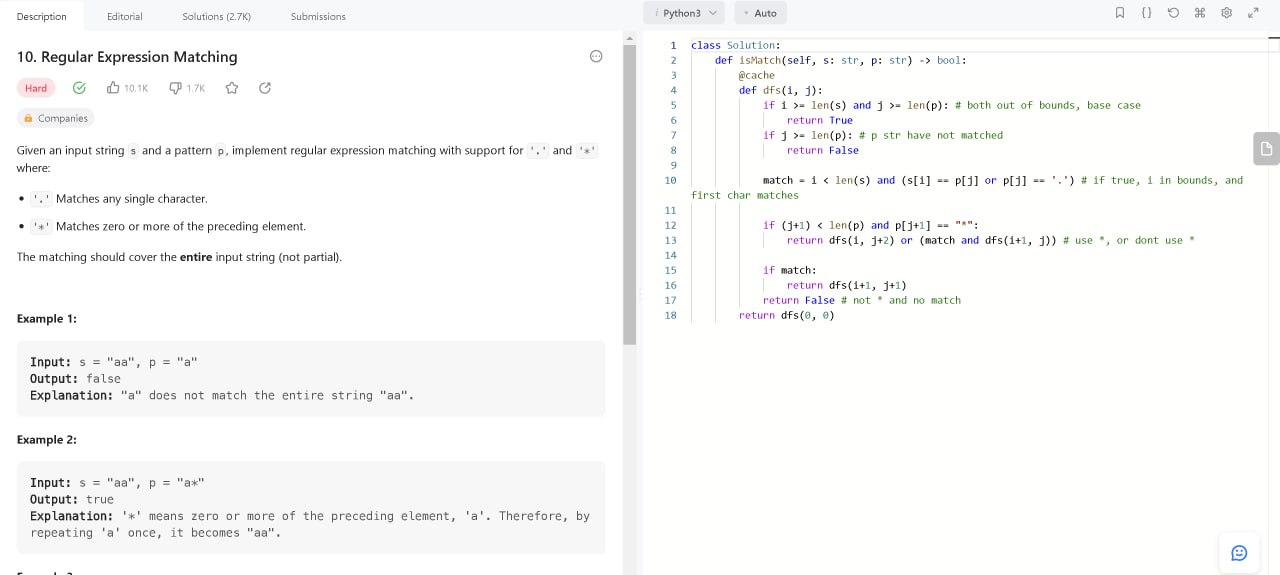 Description Editorial Solutions (2.7K) Submissions
10. Regular Expression Matching
Hard 10.1K 1.7K
Companies
Given an input string s and a pattern p, implement regular expression matching with support for '.' and '*'
where:
• '.' Matches any single character.
• '*' Matches zero or more of the preceding element.
The matching should cover the entire input string (not partial).
Example 1:
Input: s = "aa", p = "a"
Output: false
Explanation: "a" does not match the entire string "aa".
Example 2:
Input: s = "aa", p = "a*"
Output: true
Explanation: '*' means zero or more of the preceding element, 'a'. Therefore, by
repeating 'a' once, it becomes "aa".
i Python3 Auto
1 class Solution:
2 def isMatch(self, s: str, p: str) -> bool:
3 @cache
4 def dfs(i, j):
5 if i >= len(s) and j >= len(p): # both out of bounds, base case
6 return True
7 if j >= len(p): # p str have not matched
8 return False
9
10 match = i < len(s) and (s[i] == p[j] or p[j] == '.') # if true, i in bounds, and
first char matches
11
12 if (j+1) < len(p) and p[j+1] == "*":
13 return dfs(i, j+2) or (match and dfs(i+1, j)) # use *, or dont use *
14
15 if match:
16 return dfs(i+1, j+1)
17 return False # not * and no match
18 return dfs(0, 0)